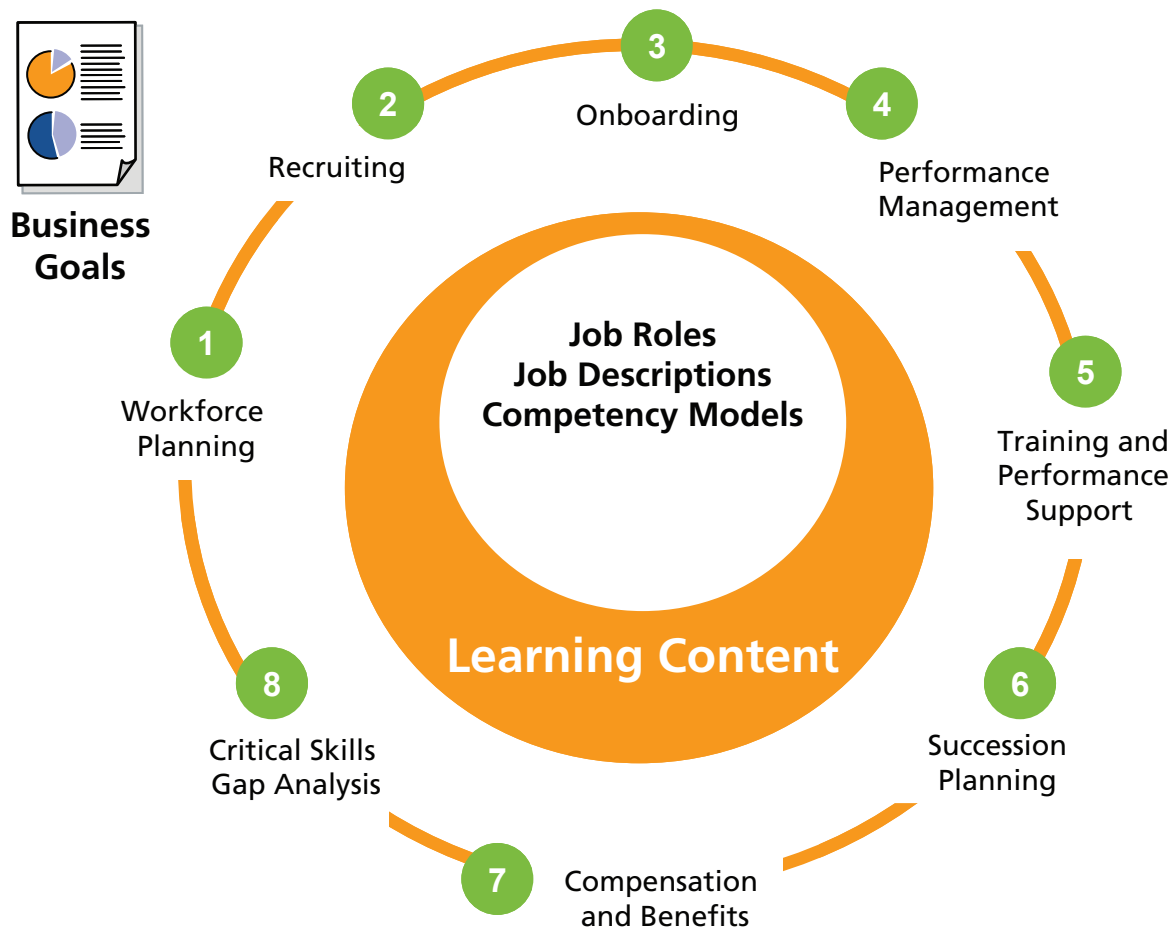 Business
Goals
1
Workforce
Planning
2
Recruiting
3
Onboarding
4
Performance
Management
5
Training and
Performance
Support
6
Succession
Planning
7
Compensation
and Benefits
8
Critical Skills
Gap Analysis
Job Roles
Job Descriptions
Competency Models
Learning Content